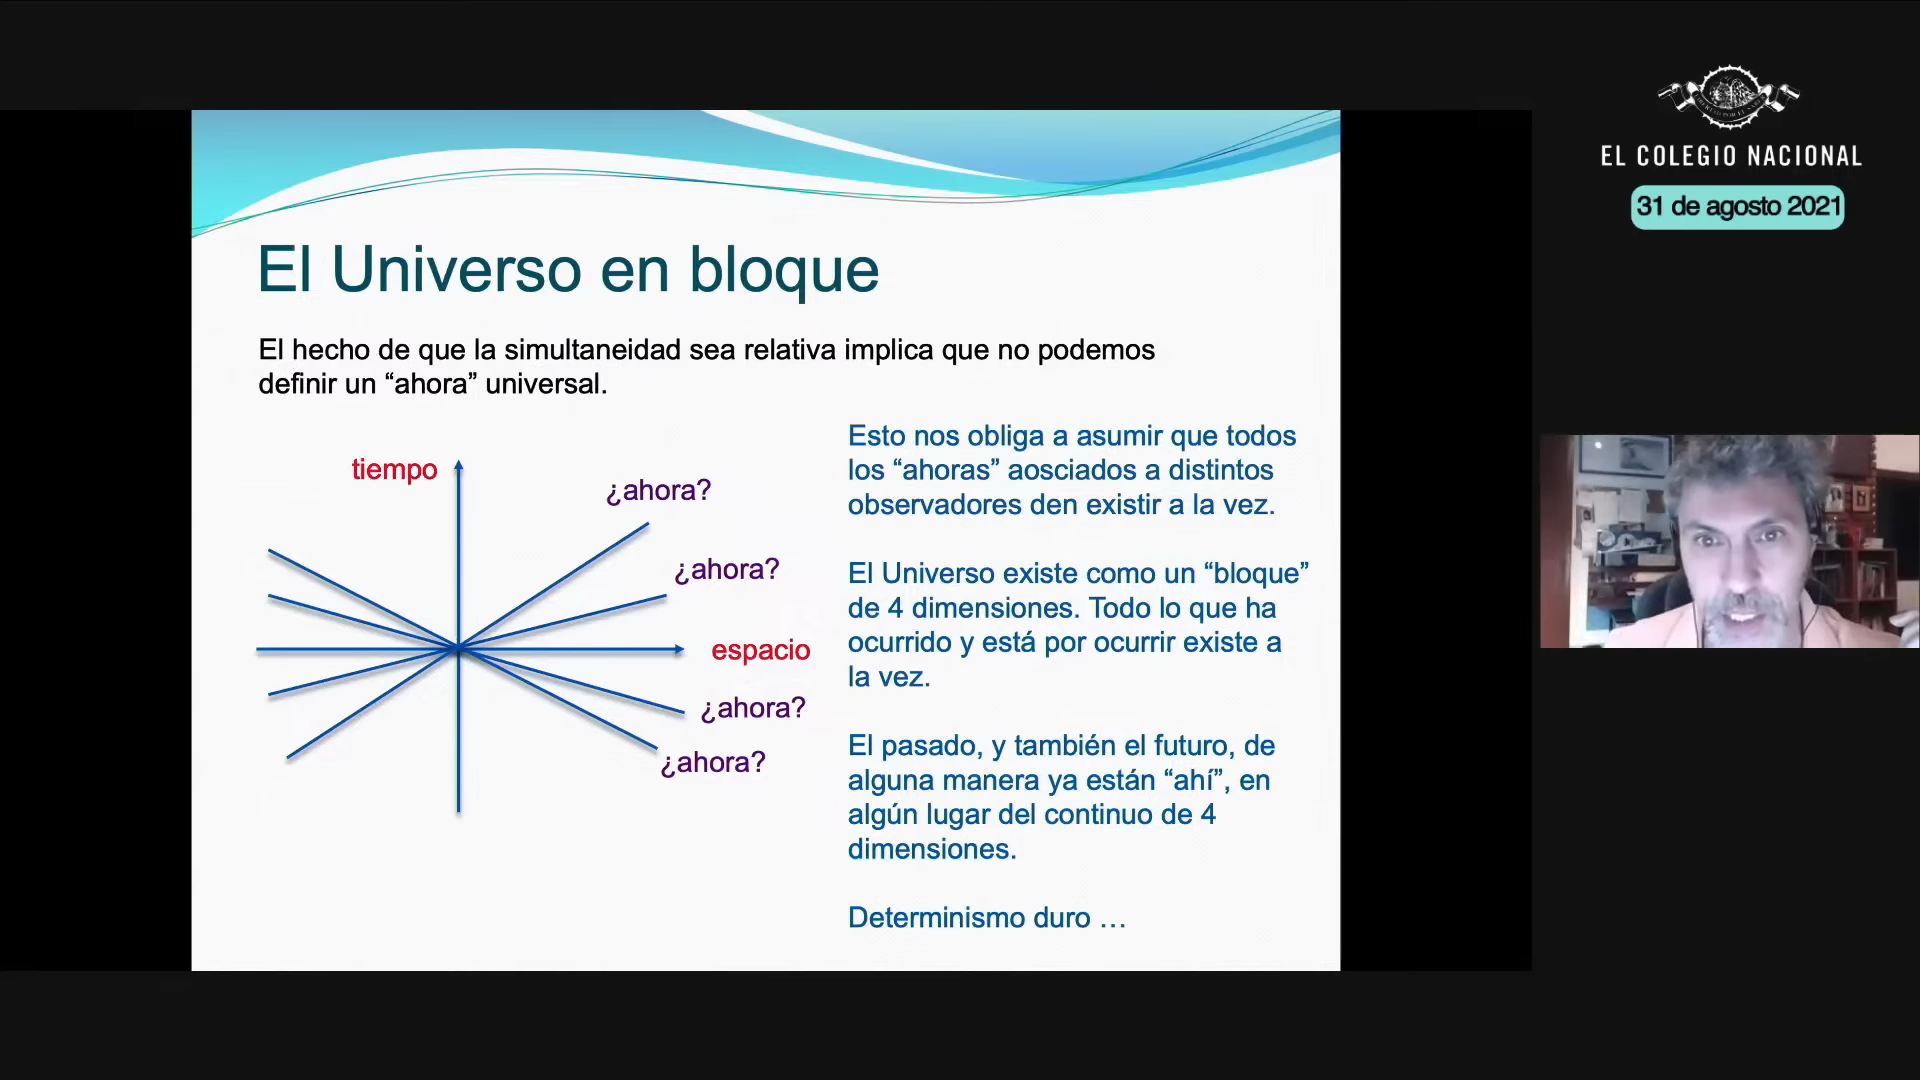 EL COLEGIO NACIONAL
31 de agosto 2021
El Universo en bloque
El hecho de que la simultaneidad sea relativa implica que no podemos
definir un “ahora” universal.
tiempo
¿ahora?
¿ahora?
espacio
¿ahora?
¿ahora?
Esto nos obliga a asumir que todos
los “ahoras” aosciados a distintos
observadores den existir a la vez.
El Universo existe como un “bloque”
de 4 dimensiones. Todo lo que ha
ocurrido y está por ocurrir existe a
la vez.
El pasado, y también el futuro, de
alguna manera ya están “ahí”, en
algún lugar del continuo de 4
dimensiones.
Determinismo duro …